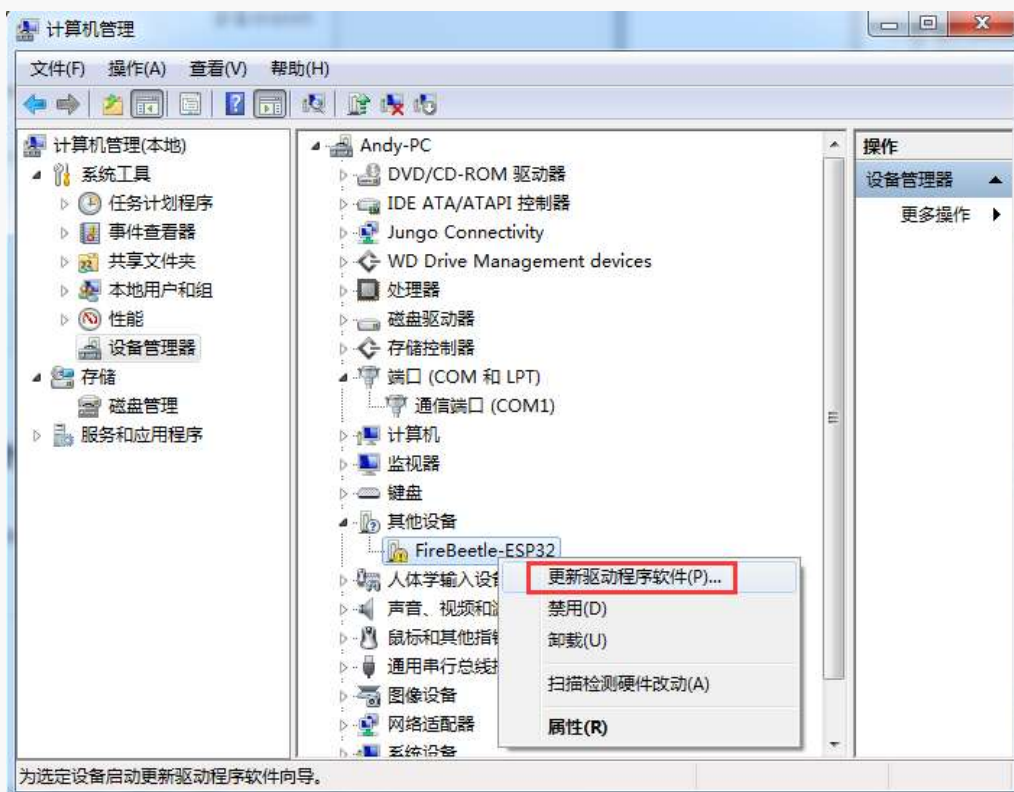 计算机管理
文件(F) 操作(A) 查看(V) 帮助(H)
计算机管理(本地)
系统工具
任务计划程序
事件查看器
共享文件夹
本地用户和组
性能
设备管理器
存储
磁盘管理
服务和应用程序
Andy-PC
DVD/CD-ROM 驱动器
IDE ATA/ATAPI 控制器
Jungo Connectivity
WD Drive Management devices
处理器
磁盘驱动器
存储控制器
端口 (COM 和 LPT)
通信端口 (COM1)
计算机
监视器
键盘
其他设备
FireBeetle-ESP32
人体学输入设
声音、视频和
鼠标和其他指
通用串行总线
图像设备
网络适配器
系统设备
更新驱动程序软件(P)...
禁用(D)
卸载(U)
扫描检测硬件改动(A)
属性(R)
操作
设备管理器
更多操作
为选定设备启动更新驱动程序软件向导。